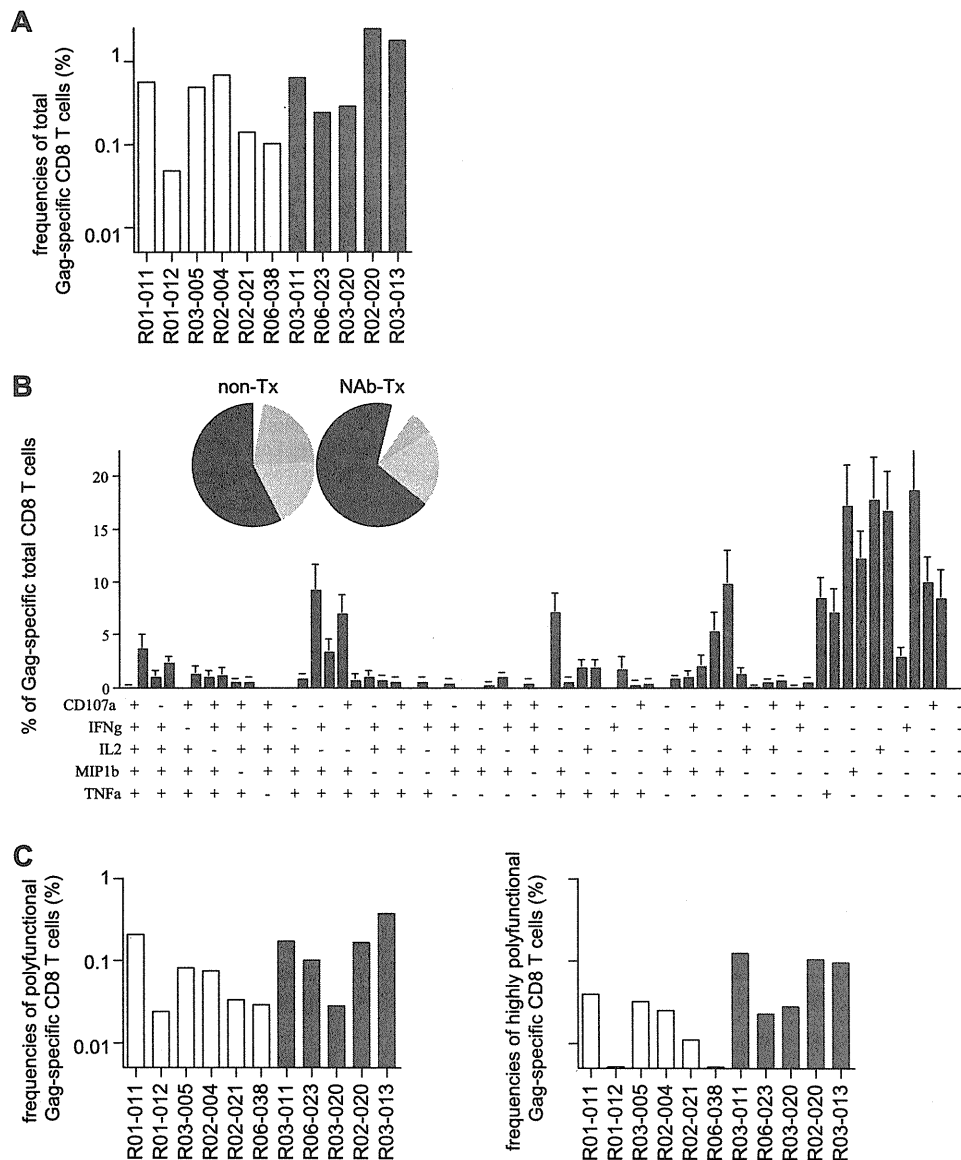 A
frequencies of total
Gag-specific CD8 T cells (%)
1
0.1
0.01
R01-011
R01-012
R03-005
R02-004
R02-021
R06-038
R03-011
R06-023
R03-020
R02-020
R03-013
B
non-Tx
NAb-Tx
% of Gag-specific total CD8 T cells
20
15
10
5
0
CD107a + - + + + + - - + - + + - + + + - - - + - - + - + + - - - - + -
IFNg + + - + + + - + - + - + + - + + - - + - - + - + - + - - - + - -
IL2 + + + - + + + - - + + - + + - + - + - - + - - + + - - - + - - -
MIP1b + + + + - + + + + - - - + + + - + - - - + + + - - - - + - - - -
TNFa + + + + + - + + + + + + - - - - + + + + - - - - - - + - - - - -
C
frequencies of polyfunctional
Gag-specific CD8 T cells (%)
1
0.1
0.01
R01-011
R01-012
R03-005
R02-004
R02-021
R06-038
R03-011
R06-023
R03-020
R02-020
R03-013
frequencies of highly polyfunctional
Gag-specific CD8 T cells (%)
R01-011
R01-012
R03-005
R02-004
R02-021
R06-038
R03-011
R06-023
R03-020
R02-020
R03-013